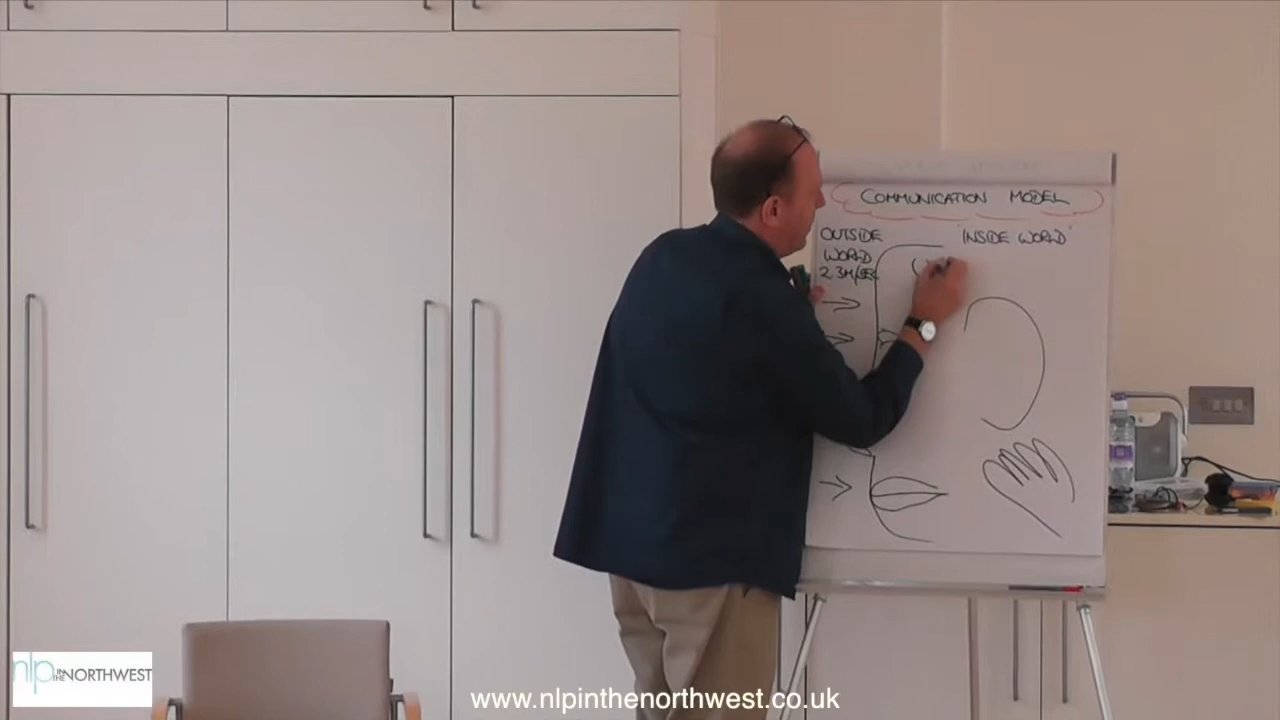 COMMUNICATION MODEL
OUTSIDE
WORLD
2.3M/SEC
"INSIDE WORLD"
nlp IN THE NORTHWEST
www.nlpinthenorthwest.co.uk